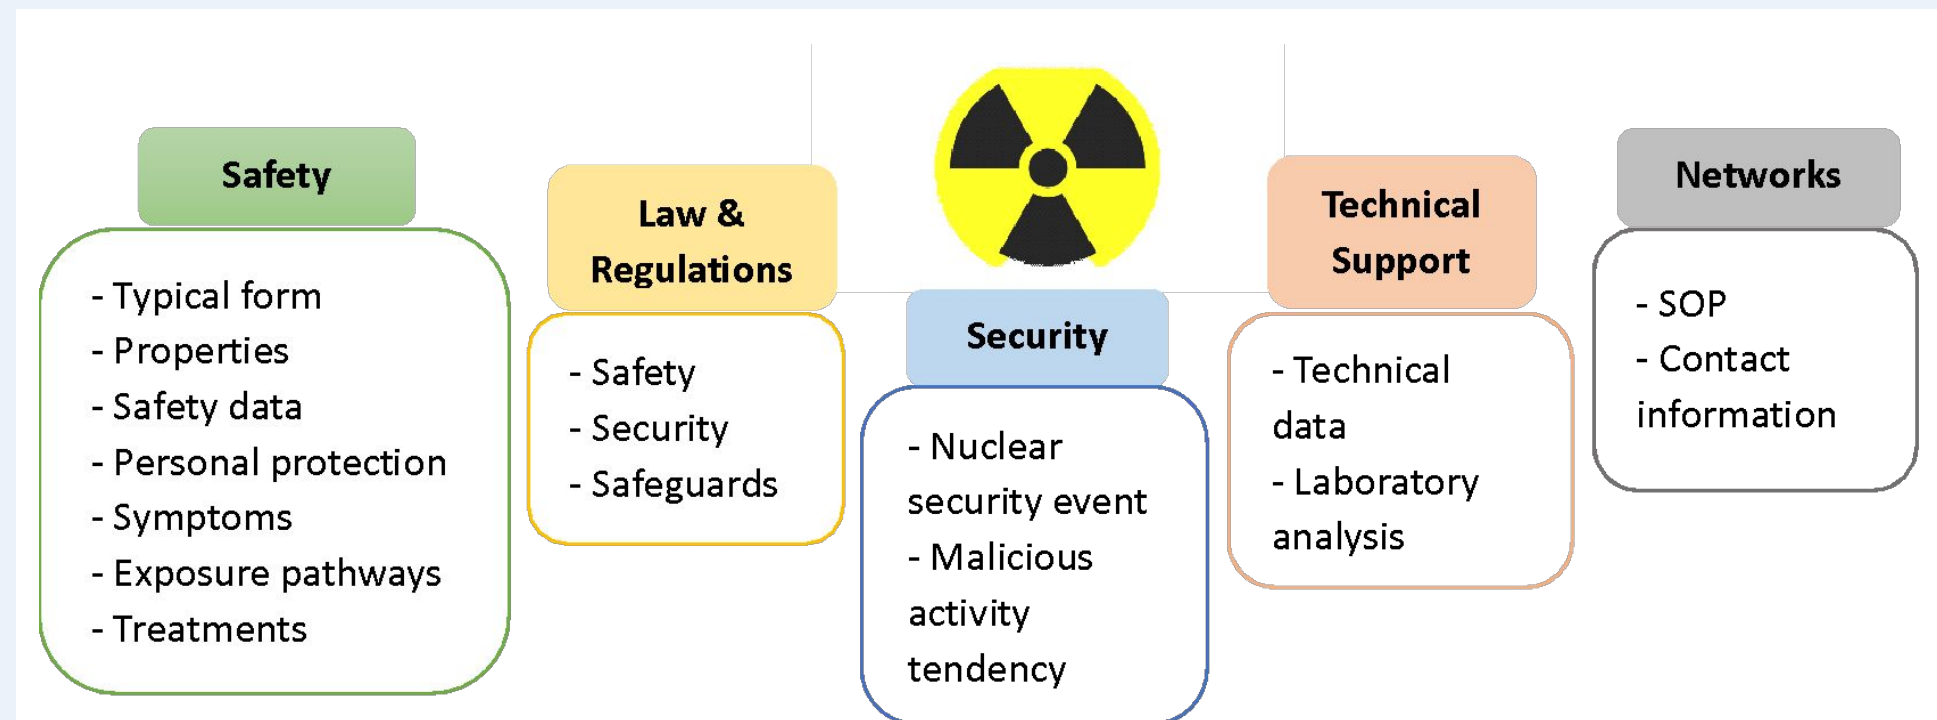 Safety
- Typical form
- Properties
- Safety data
- Personal protection
- Symptoms
- Exposure pathways
- Treatments
Law &
Regulations
- Safety
- Security
- Safeguards
Security
- Nuclear
security event
- Malicious
activity
tendency
Technical
Support
- Technical
data
- Laboratory
analysis
Networks
- SOP
- Contact
information